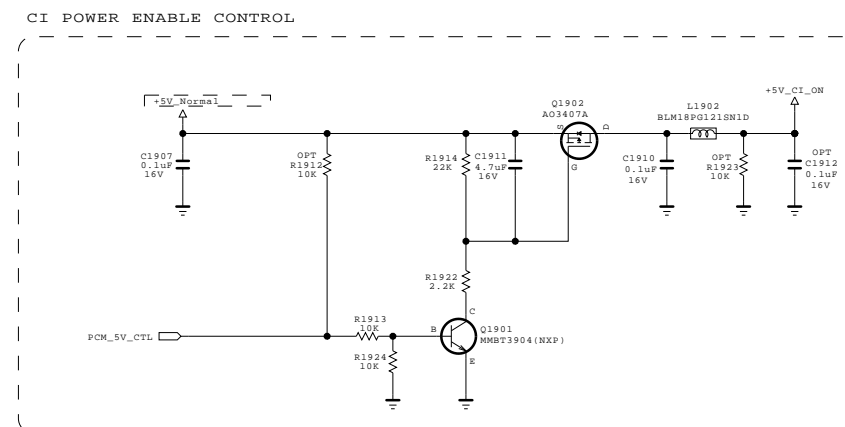 CI POWER ENABLE CONTROL
+5V_Normal
C1907
0.1uF
16V
OPT
R1912
10K
R1914
22K
C1911
4.7uF
16V
Q1902
AO3407A
S
D
G
L1902
BLM18PG121SN1D
+5V_CI_ON
C1910
0.1uF
16V
OPT
R1923
10K
OPT
C1912
0.1uF
16V
R1922
2.2K
PCM_5V_CTL
R1913
10K
R1924
10K
B
C
E
Q1901
MMBT3904(NXP)